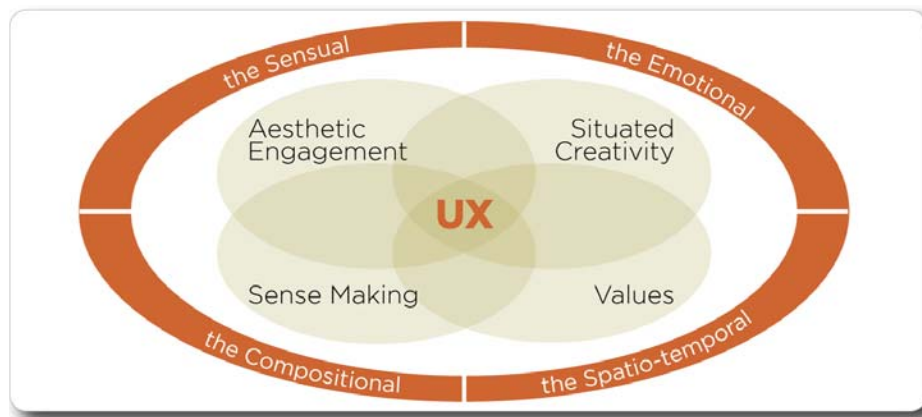 the Sensual
the Emotional
Aesthetic
Engagement
Situated
Creativity
UX
Sense Making
Values
the Compositional
the Spatio-temporal